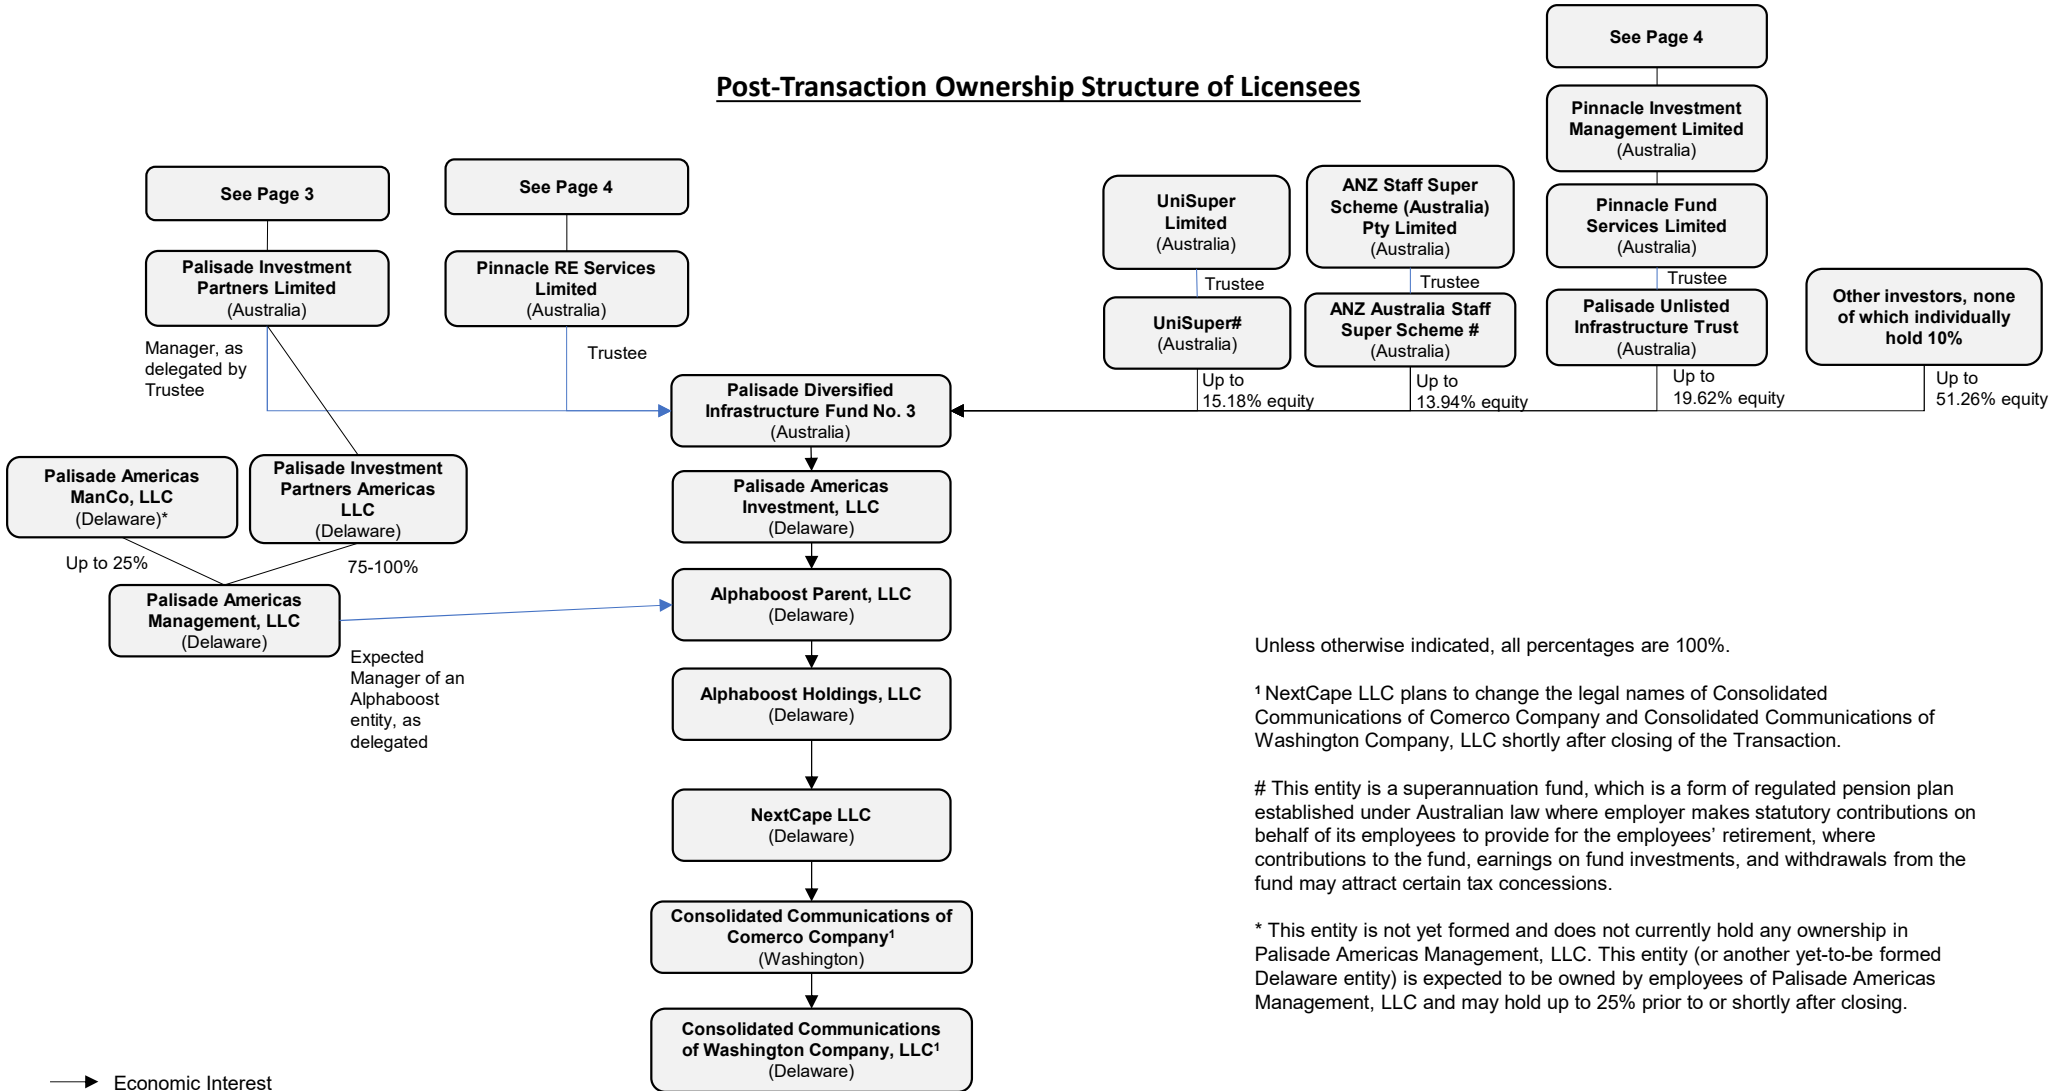 See Page 4
Post-Transaction Ownership Structure of Licensees
Pinnacle Investment
Management Limited
(Australia)
See Page 3
See Page 4
UniSuper
Limited
(Australia)
ANZ Staff Super
Scheme (Australia)
Pty Limited
(Australia)
Pinnacle Fund
Services Limited
(Australia)
Palisade Investment
Partners Limited
(Australia)
Pinnacle RE Services
Limited
(Australia)
Trustee
Trustee
Trustee
UniSuper#
(Australia)
ANZ Australia Staff
Super Scheme #
(Australia)
Palisade Unlisted
Infrastructure Trust
(Australia)
Other investors, none
of which individually
hold 10%
Manager, as
delegated by
Trustee
Trustee
Up to
15.18% equity
Up to
13.94% equity
Up to
19.62% equity
Up to
51.26% equity
Palisade Diversified
Infrastructure Fund No. 3
(Australia)
Palisade Americas
ManCo, LLC
(Delaware)*
Palisade Investment
Partners Americas
LLC
(Delaware)
Palisade Americas
Investment, LLC
(Delaware)
Up to 25%
75-100%
Palisade Americas
Management, LLC
(Delaware)
Alphaboost Parent, LLC
(Delaware)
Expected
Manager of an
Alphaboost
entity, as
delegated
Alphaboost Holdings, LLC
(Delaware)
NextCape LLC
(Delaware)
Consolidated Communications of
Comerco Company¹
(Washington)
Consolidated Communications
of Washington Company, LLC¹
(Delaware)
Unless otherwise indicated, all percentages are 100%.
¹ NextCape LLC plans to change the legal names of Consolidated
Communications of Comerco Company and Consolidated Communications of
Washington Company, LLC shortly after closing of the Transaction.
# This entity is a superannuation fund, which is a form of regulated pension plan
established under Australian law where employer makes statutory contributions on
behalf of its employees to provide for the employees’ retirement, where
contributions to the fund, earnings on fund investments, and withdrawals from the
fund may attract certain tax concessions.
* This entity is not yet formed and does not currently hold any ownership in
Palisade Americas Management, LLC. This entity (or another yet-to-be formed
Delaware entity) is expected to be owned by employees of Palisade Americas
Management, LLC and may hold up to 25% prior to or shortly after closing.
Economic Interest